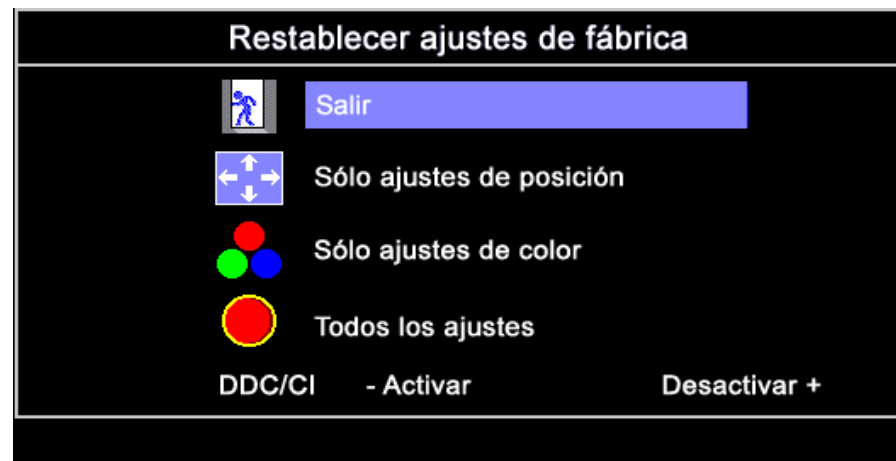 Restablecer ajustes de fábrica
Salir
Sólo ajustes de posición
Sólo ajustes de color
Todos los ajustes
DDC/CI - Activar Desactivar +